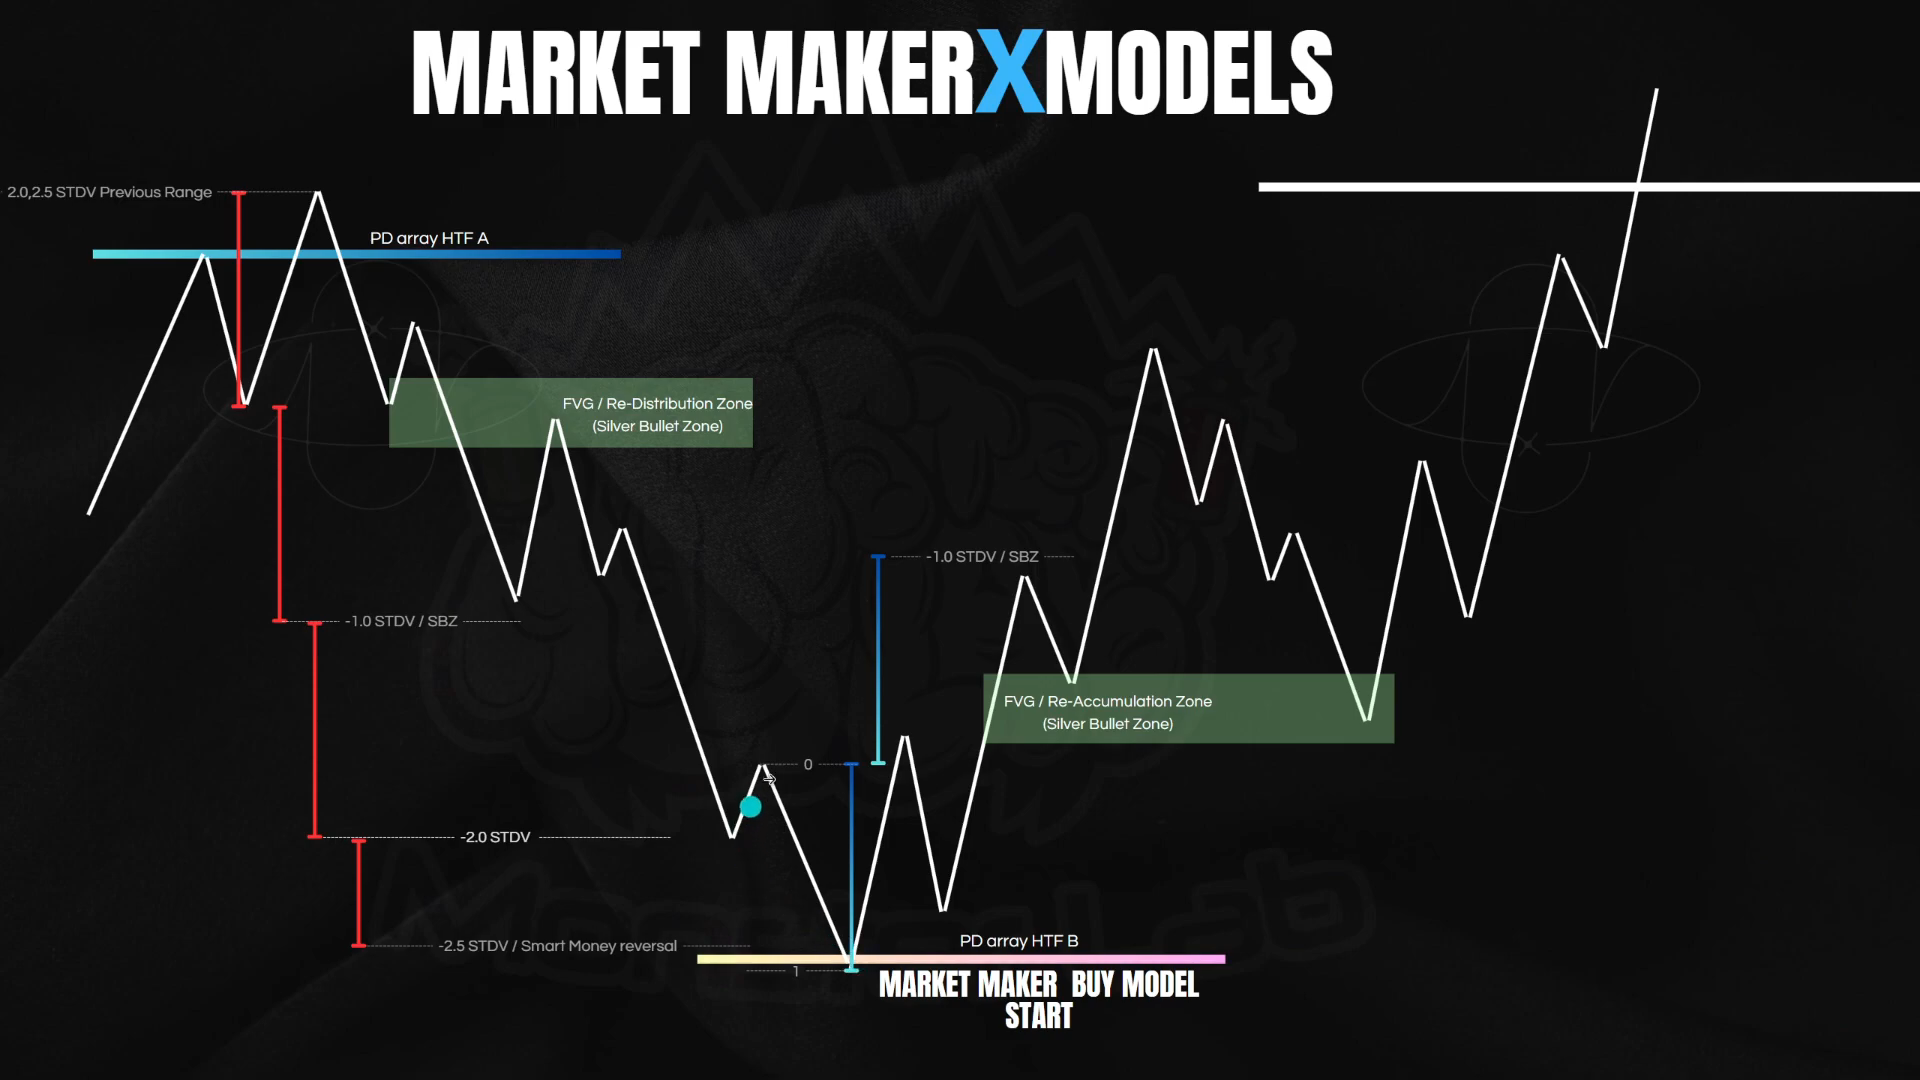 MARKET MAKERXMODELS
2.0,2.5 STDV Previous Range
PD array HTF A
FVG / Re-Distribution Zone
(Silver Bullet Zone)
-1.0 STDV / SBZ
-1.0 STDV / SBZ
FVG / Re-Accumulation Zone
(Silver Bullet Zone)
0
-2.0 STDV
-2.5 STDV / Smart Money reversal
PD array HTF B
1
MARKET MAKER BUY MODEL
START